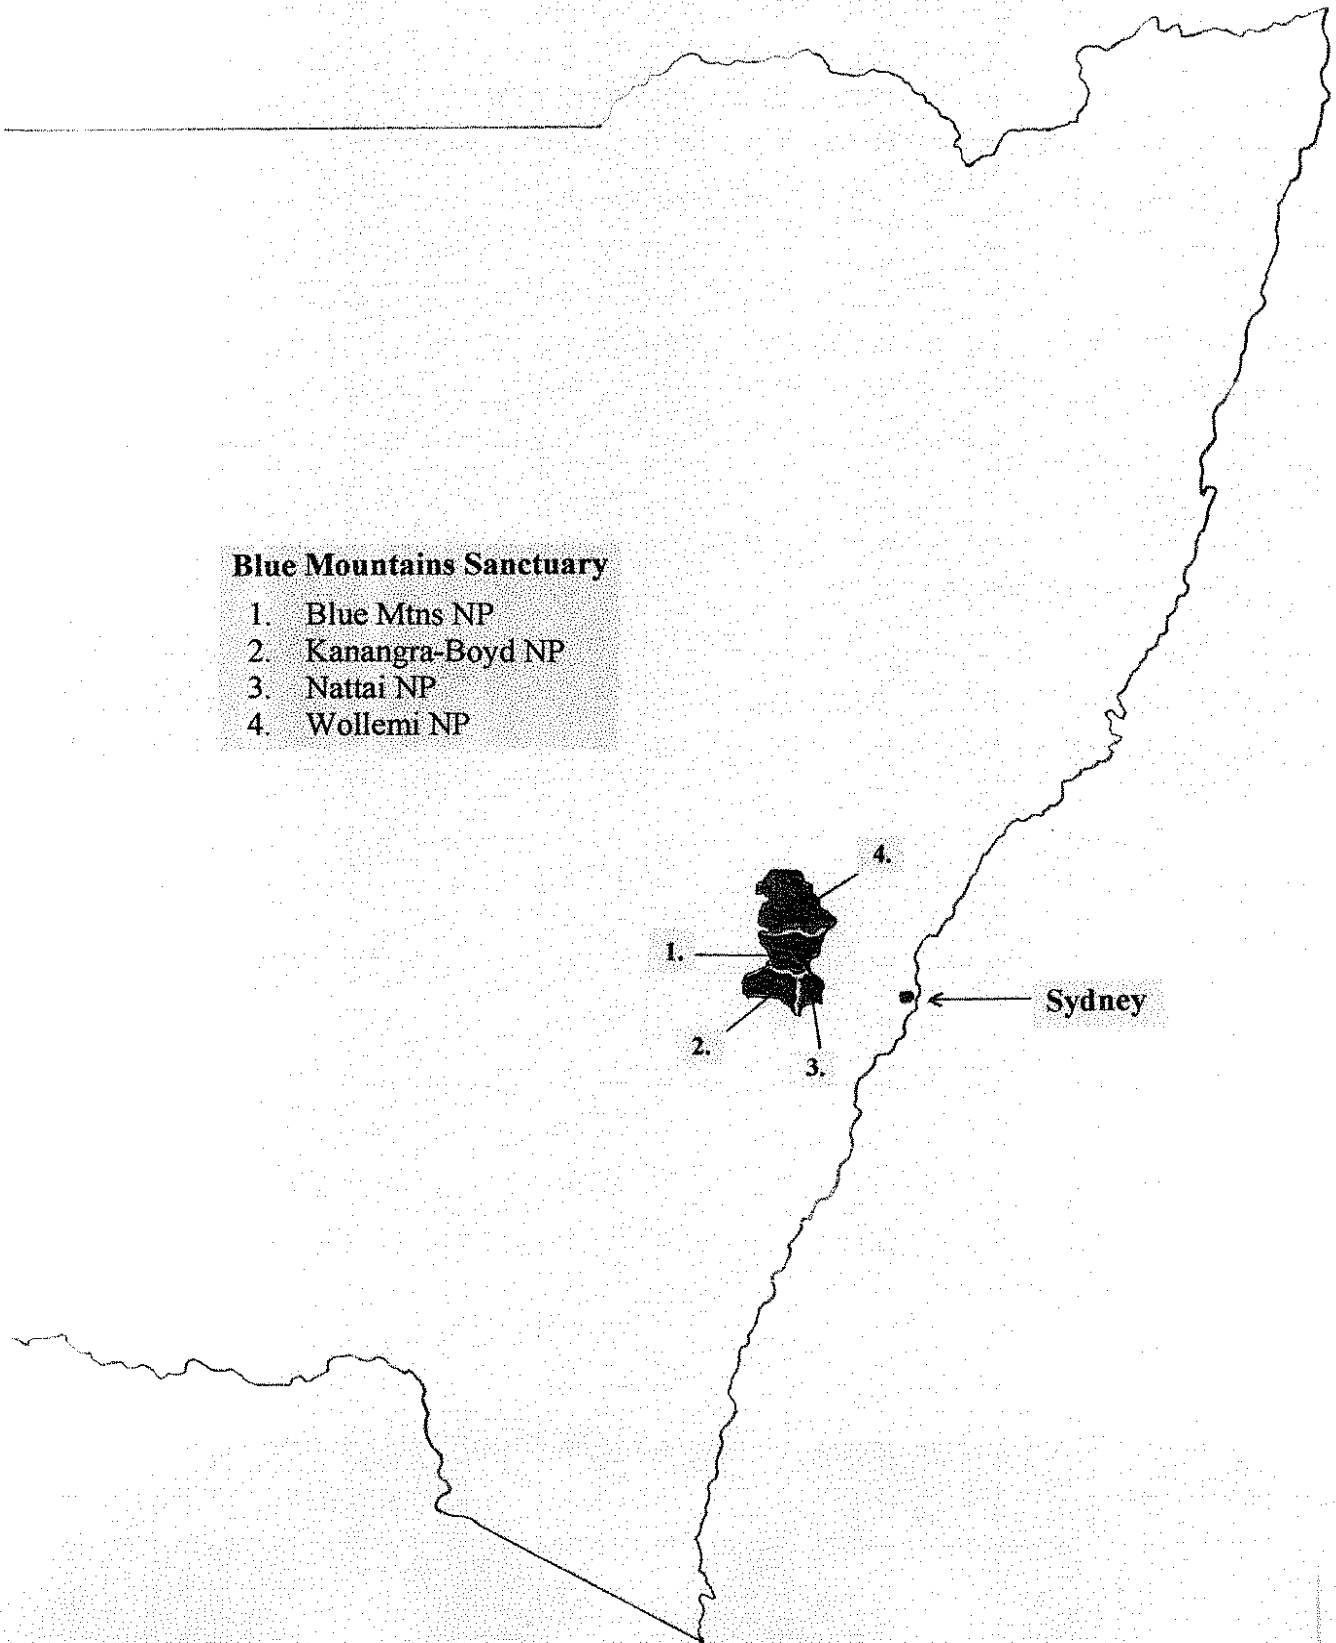 Blue Mountains Sanctuary
1. Blue Mtns NP
2. Kanangra-Boyd NP
3. Nattai NP
4. Wollemi NP
4.
1.
Sydney
2.
3.